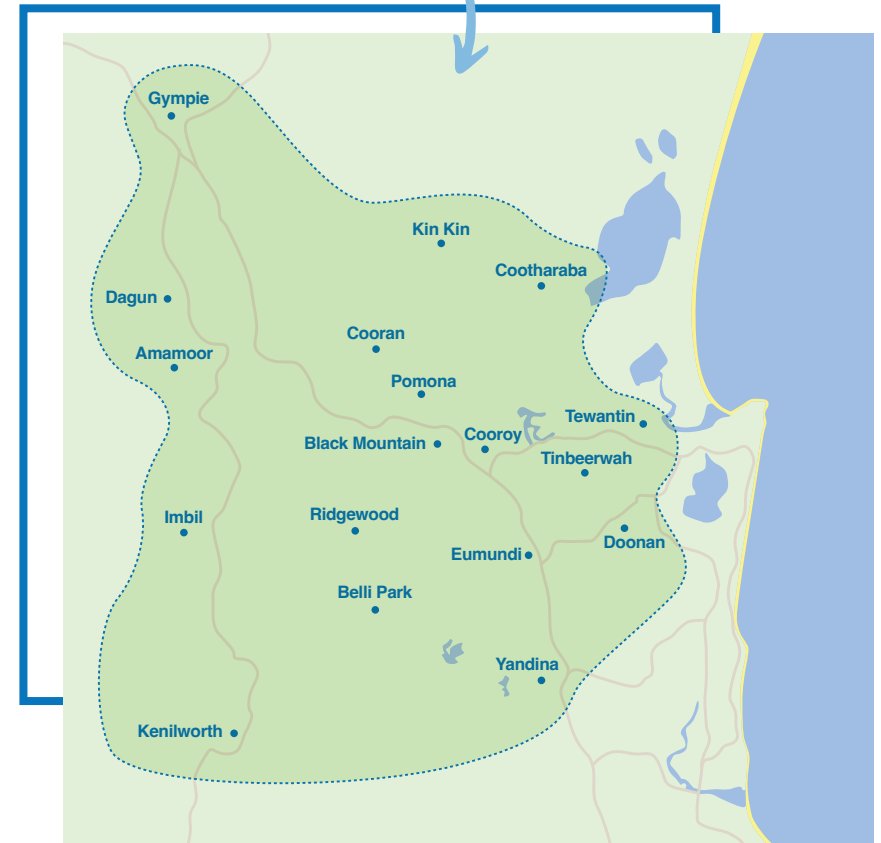 Gympie
Kin Kin
Cootharaba
Dagun
Cooran
Amamoor
Pomona
Tewantin
Black Mountain
Cooroy
Tinbeerwah
Imbil
Ridgewood
Doonan
Eumundi
Belli Park
Yandina
Kenilworth